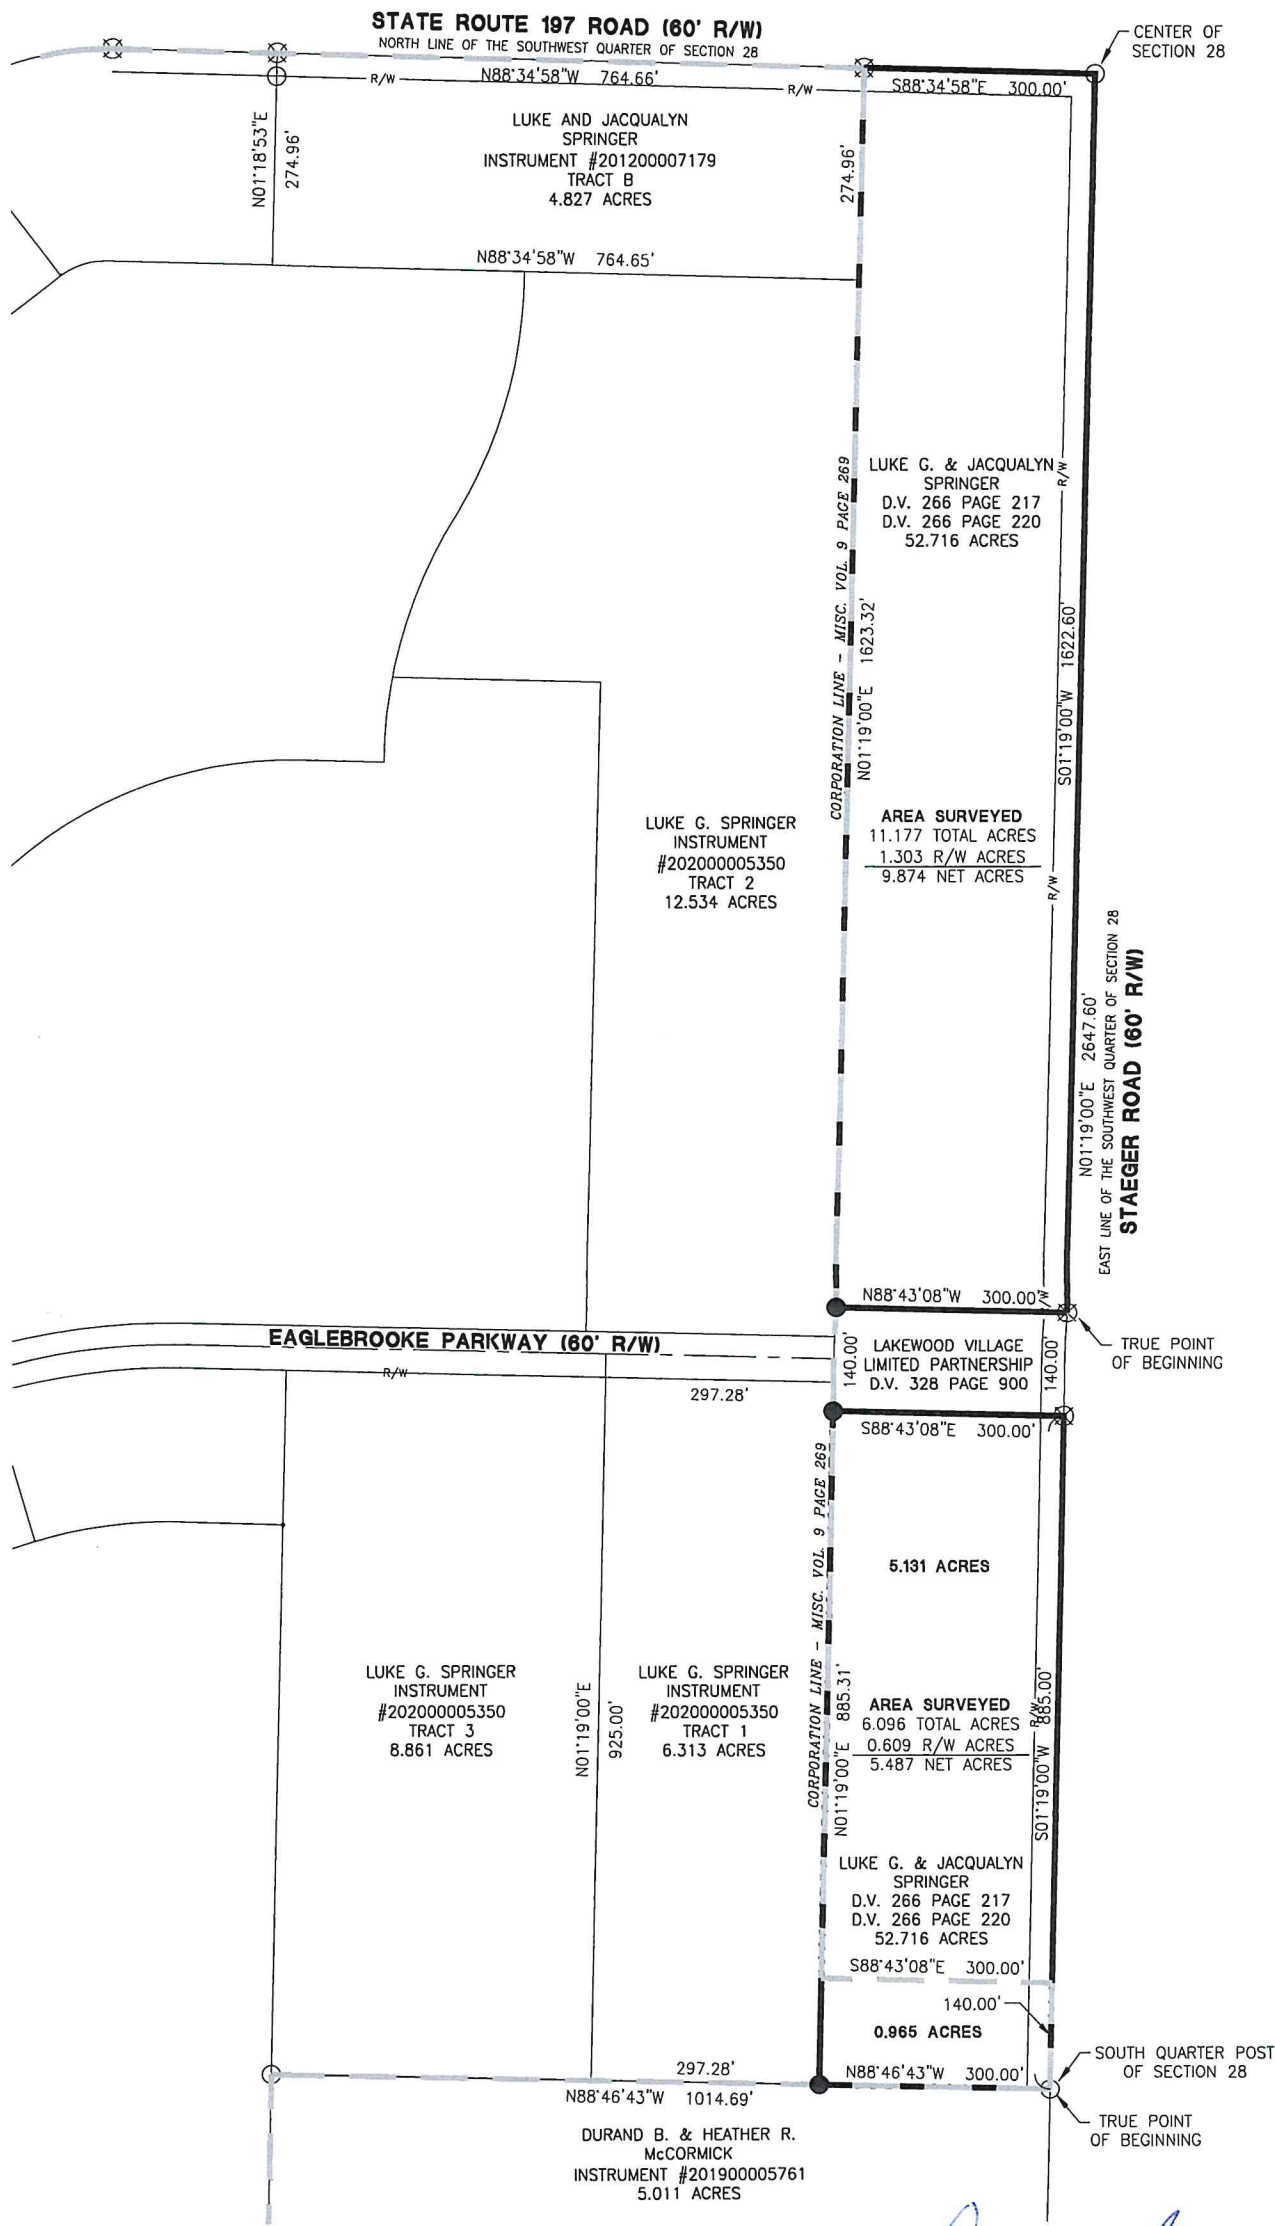 STATE ROUTE 197 ROAD (60' R/W)
NORTH LINE OF THE SOUTHWEST QUARTER OF SECTION 28
CENTER OF
SECTION 28
R/W
N88°34'58"W 764.66'
R/W
S88°34'58"E 300.00'
N01°18'53"E
274.96'
LUKE AND JACQUALYN
SPRINGER
INSTRUMENT #201200007179
TRACT B
4.827 ACRES
274.96'
N88°34'58"W 764.65'
CORPORATION LINE - MISC. VOL. 9 PAGE 269
LUKE G. & JACQUALYN
SPRINGER
D.V. 266 PAGE 217
D.V. 266 PAGE 220
52.716 ACRES
R/W
N01°19'00"E 1623.32'
S01°19'00"W 1622.60'
LUKE G. SPRINGER
INSTRUMENT
#202000005350
TRACT 2
12.534 ACRES
AREA SURVEYED
11.177 TOTAL ACRES
1.303 R/W ACRES
9.874 NET ACRES
R/W
N01°19'00"E 2647.60'
EAST LINE OF THE SOUTHWEST QUARTER OF SECTION 28
STAEGER ROAD (60' R/W)
N88°43'08"W 300.00'
/W
EAGLEBROOKE PARKWAY (60' R/W)
R/W
297.28'
140.00'
LAKEWOOD VILLAGE
LIMITED PARTNERSHIP
D.V. 328 PAGE 900
140.00'
TRUE POINT
OF BEGINNING
S88°43'08"E 300.00'
CORPORATION LINE - MISC. VOL. 9 PAGE 269
5.131 ACRES
LUKE G. SPRINGER
INSTRUMENT
#202000005350
TRACT 3
8.861 ACRES
N01°19'00"E
925.00'
LUKE G. SPRINGER
INSTRUMENT
#202000005350
TRACT 1
6.313 ACRES
N01°19'00"E 885.31'
AREA SURVEYED
6.096 TOTAL ACRES
0.609 R/W ACRES
5.487 NET ACRES
R/W
S01°19'00"W 885.00'
LUKE G. & JACQUALYN
SPRINGER
D.V. 266 PAGE 217
D.V. 266 PAGE 220
52.716 ACRES
S88°43'08"E 300.00'
140.00'
0.965 ACRES
N88°46'43"W 300.00'
SOUTH QUARTER POST
OF SECTION 28
297.28'
N88°46'43"W 1014.69'
TRUE POINT
OF BEGINNING
DURAND B. & HEATHER R.
McCORMICK
INSTRUMENT #201900005761
5.011 ACRES